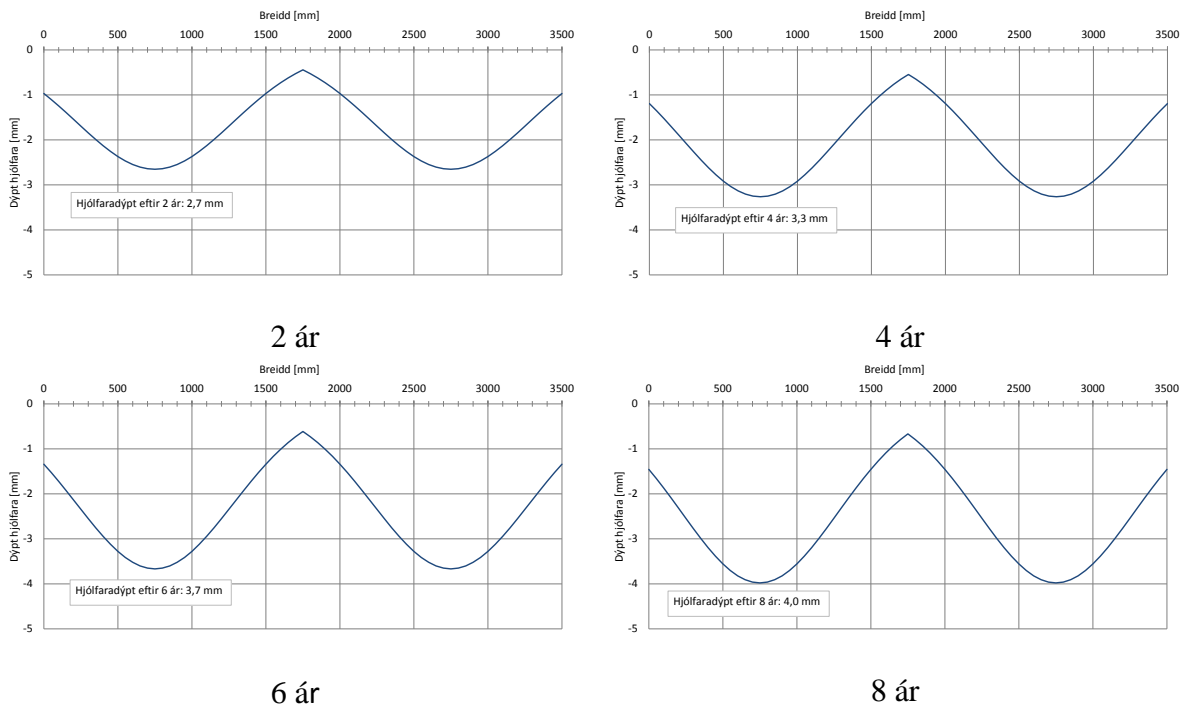 Breidd [mm]
0 500 1000 1500 2000 2500 3000 3500
0
-1
-2
-3
-4
-5
Dýpt hjólfara [mm]
Hjólfaradýpt eftir 2 ár: 2,7 mm
2 ár
Breidd [mm]
0 500 1000 1500 2000 2500 3000 3500
0
-1
-2
-3
-4
-5
Dýpt hjólfara [mm]
Hjólfaradýpt eftir 4 ár: 3,3 mm
4 ár
Breidd [mm]
0 500 1000 1500 2000 2500 3000 3500
0
-1
-2
-3
-4
-5
Dýpt hjólfara [mm]
Hjólfaradýpt eftir 6 ár: 3,7 mm
6 ár
Breidd [mm]
0 500 1000 1500 2000 2500 3000 3500
0
-1
-2
-3
-4
-5
Dýpt hjólfara [mm]
Hjólfaradýpt eftir 8 ár: 4,0 mm
8 ár